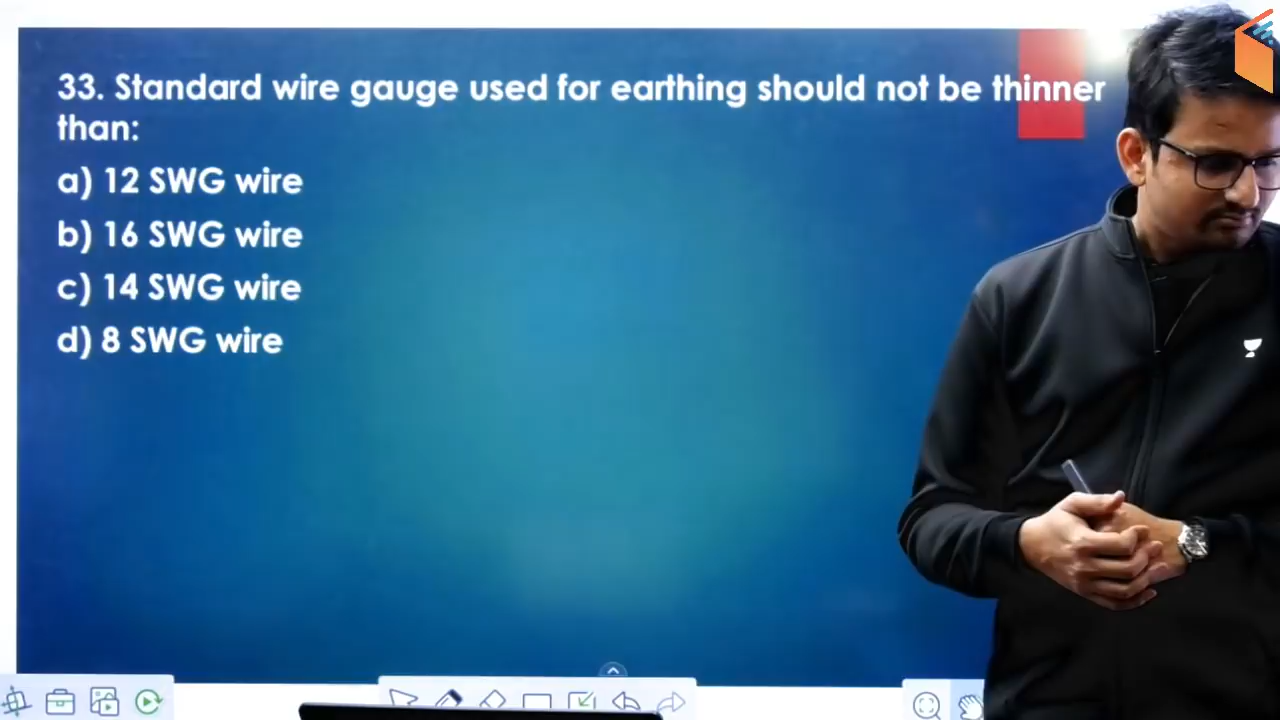 33. Standard wire gauge used for earthing should not be thinner
than:
a) 12 SWG wire
b) 16 SWG wire
c) 14 SWG wire
d) 8 SWG wire